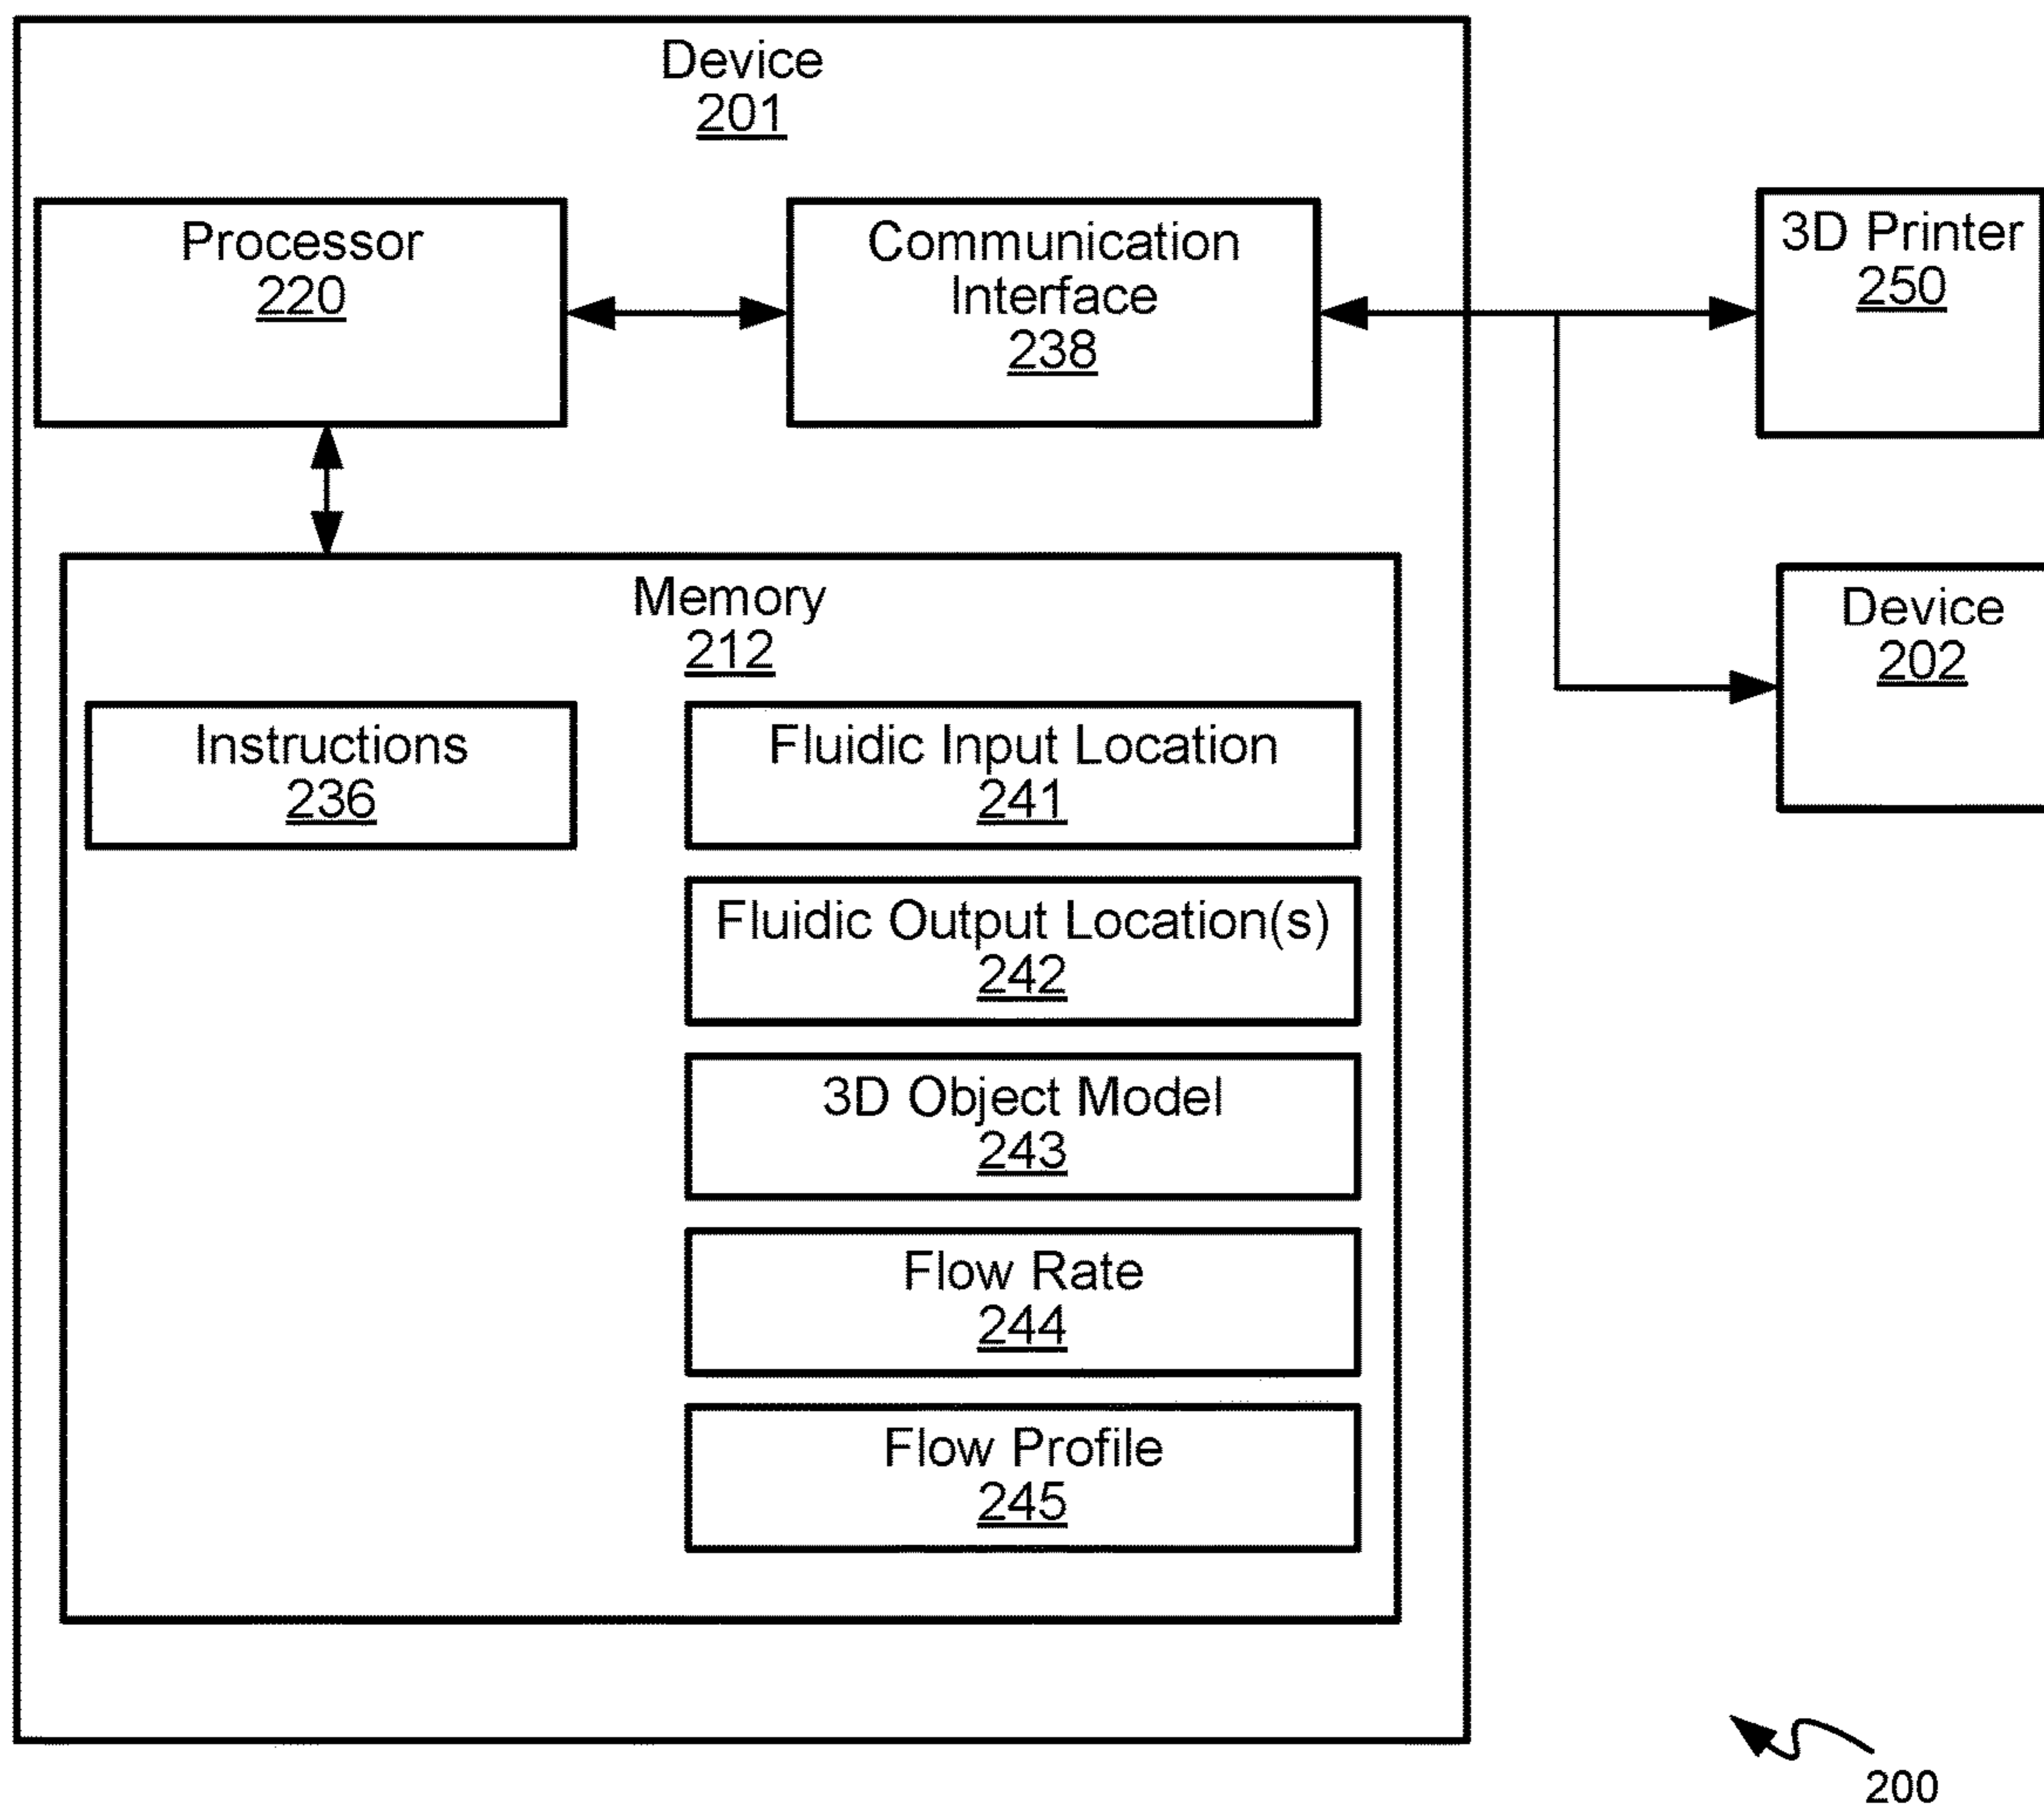 Device
201
Processor
220
Communication
Interface
238
3D Printer
250
Device
202
Memory
212
Instructions
236
Fluidic Input Location
241
Fluidic Output Location(s)
242
3D Object Model
243
Flow Rate
244
Flow Profile
245
200